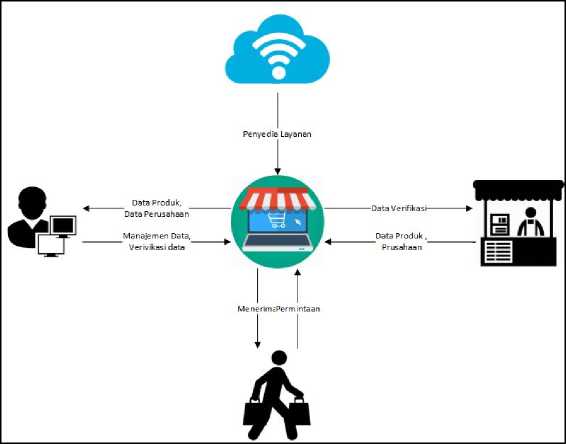 Penyedia Layanan
Data Produk,
Data Perusahaan
Data Verifikasi
Manajemen Data,
Verivikasi data
Data Produk ,
Prusahaan
Menerima
Permintaan